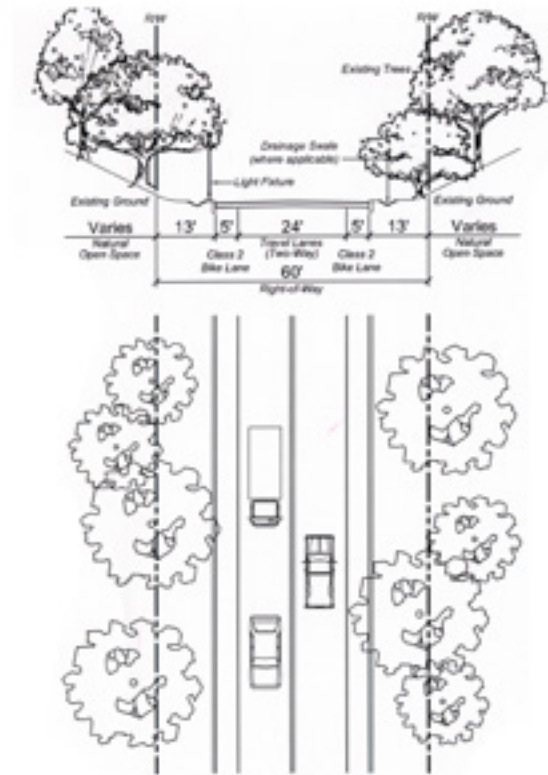 R/W
R/W
Existing Trees
Drainage Swale
(where applicable)
Light Fixture
Existing Ground
Existing Ground
Varies 13' 5' 24' 5' 13' Varies
Natural
Open Space
Class 2
Bike Lane
Travel Lanes
(Two-Way)
Class 2
Bike Lane
Natural
Open Space
60'
Right-of-Way